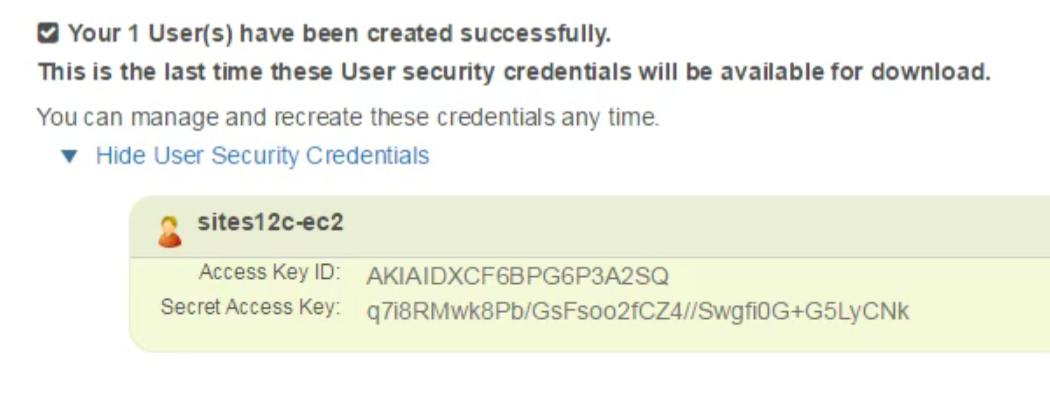 Your 1 User(s) have been created successfully.
This is the last time these User security credentials will be available for download.
You can manage and recreate these credentials any time.
Hide User Security Credentials
sites12c-ec2
Access Key ID: AKIAIDXCF6BPG6P3A2SQ
Secret Access Key: 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